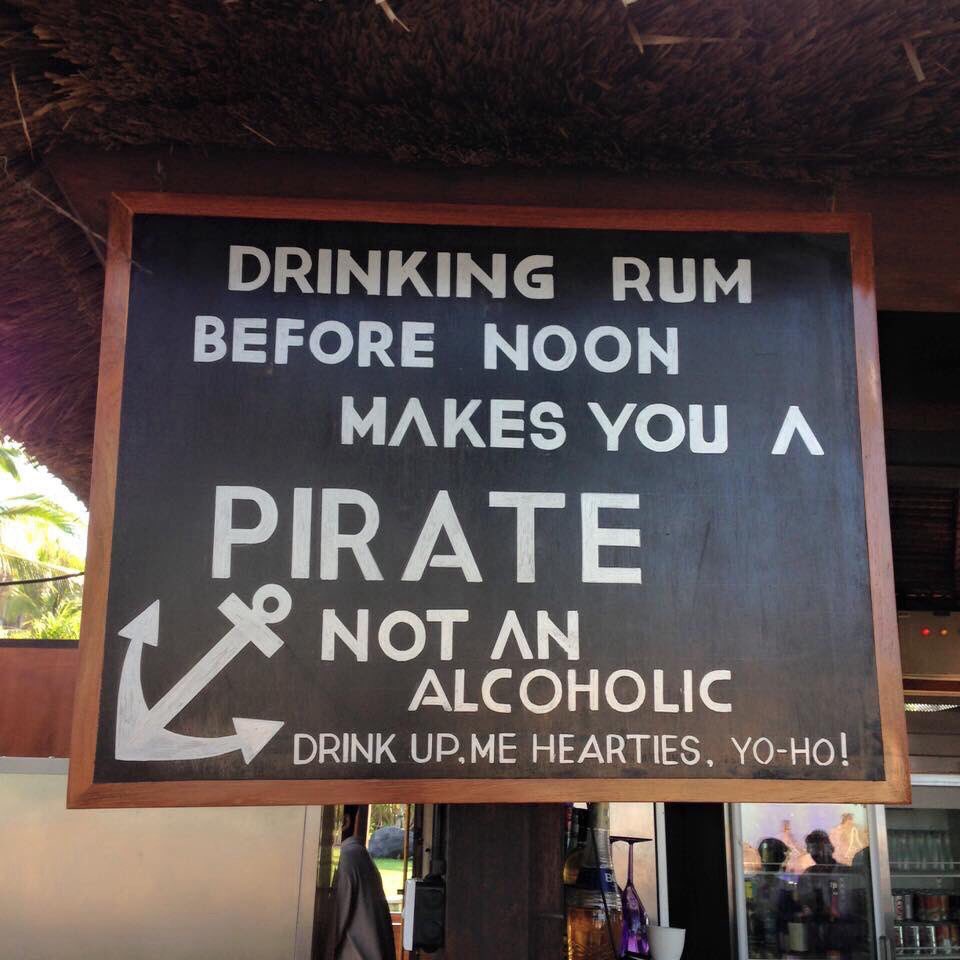 DRINKING RUM
BEFORE NOON
MAKES YOU A
PIRATE
NOT AN
ALCOHOLIC
DRINK UP, ME HEARTIES, YO-HO!